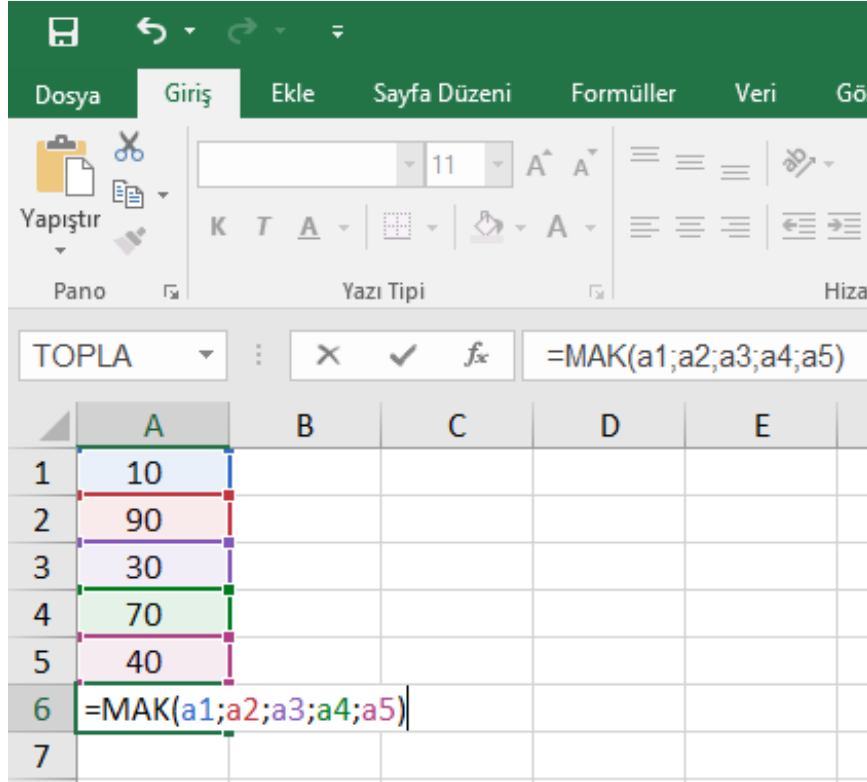 Dosya Giriş Ekle Sayfa Düzeni Formüller Veri Gö
11 A A
Yapıştır K T A A
Pano Yazı Tipi Hiza
TOPLA fx =MAK(a1;a2;a3;a4;a5)
A B C D E
1 10
2 90
3 30
4 70
5 40
6 =MAK(a1;a2;a3;a4;a5)
7